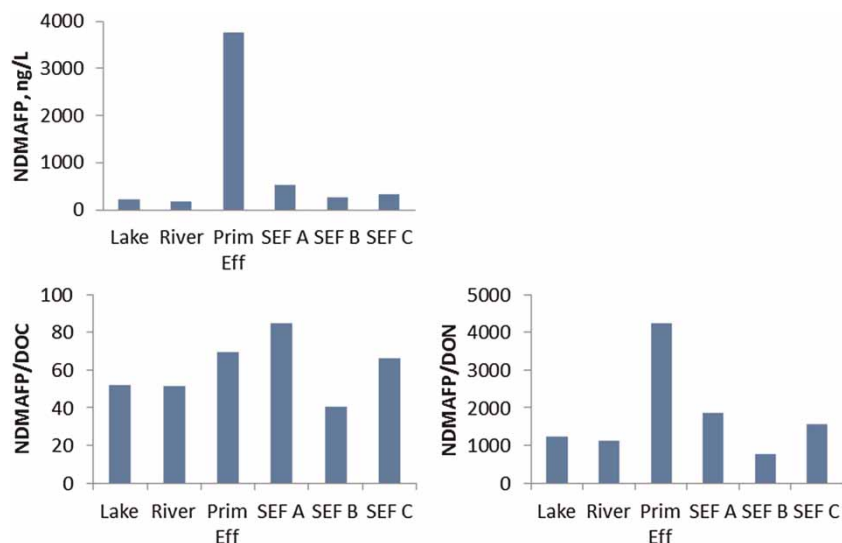 NDMAFP, ng/L
4000
3000
2000
1000
0
Lake River Prim SEF A SEF B SEF C
Eff
NDMAFP/DOC
100
80
60
40
20
0
Lake River Prim SEF A SEF B SEF C
Eff
NDMAFP/DON
5000
4000
3000
2000
1000
0
Lake River Prim SEF A SEF B SEF C
Eff